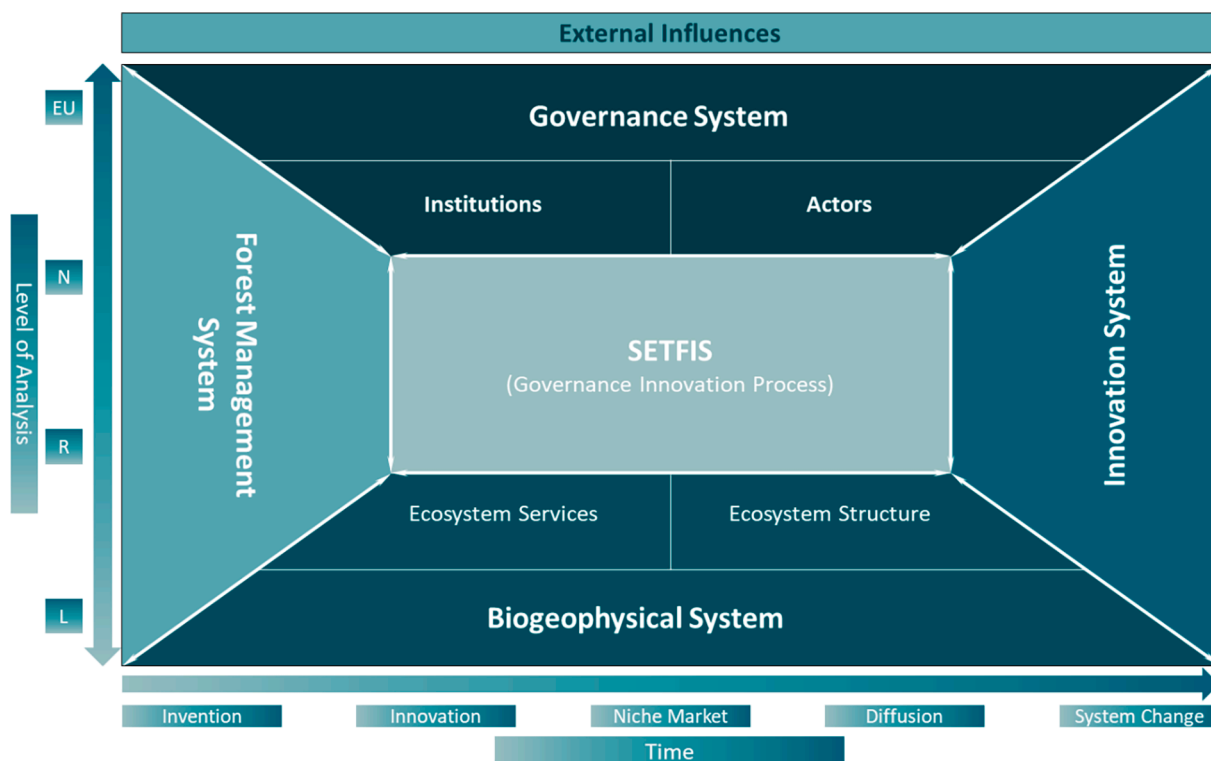 External Influences
EU
Governance System
Institutions
Actors
N
Level of Analysis
R
L
Forest Management
System
SETFIS
(Governance Innovation Process)
Innovation System
Ecosystem Services
Ecosystem Structure
Biogeophysical System
Invention
Innovation
Niche Market
Diffusion
System Change
Time